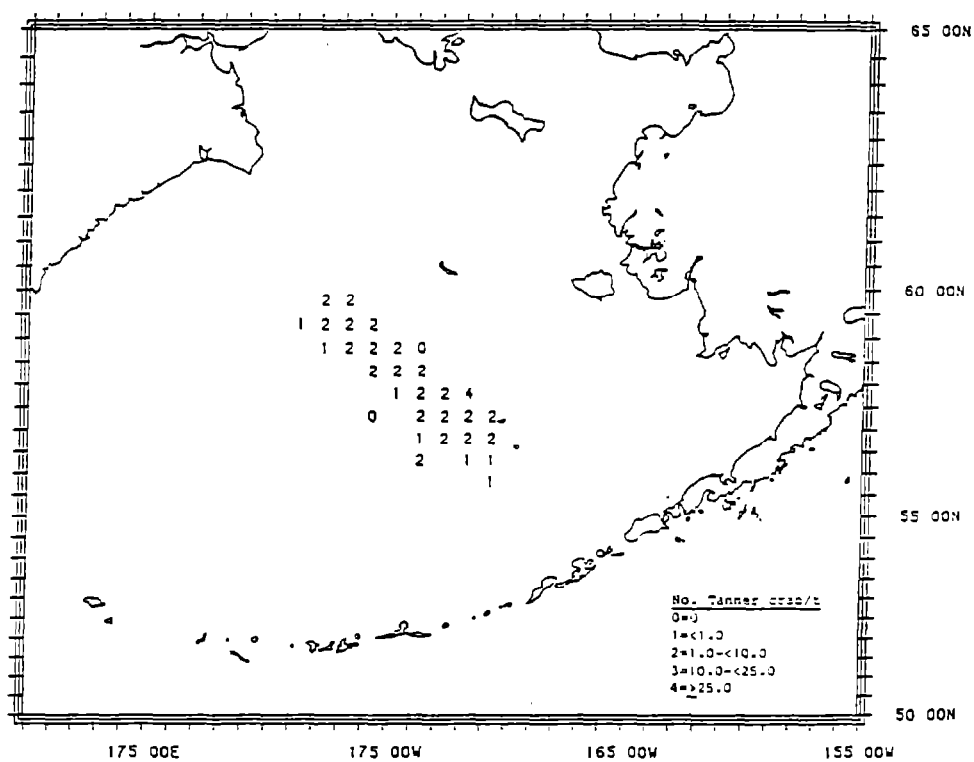 65 00N
60 00N
2 2
1 2 2 2
1 2 2 2 0
2 2 2
1 2 2 4
0 2 2 2 2
1 2 2 2
2 1 1
1
55 00N
No. Tanner crab/t
0=0
1=<1.0
2=1.0-<10.0
3=10.0-<25.0
4=≥25.0
50 00N
175 00E 175 00W 165 00W 155 00W